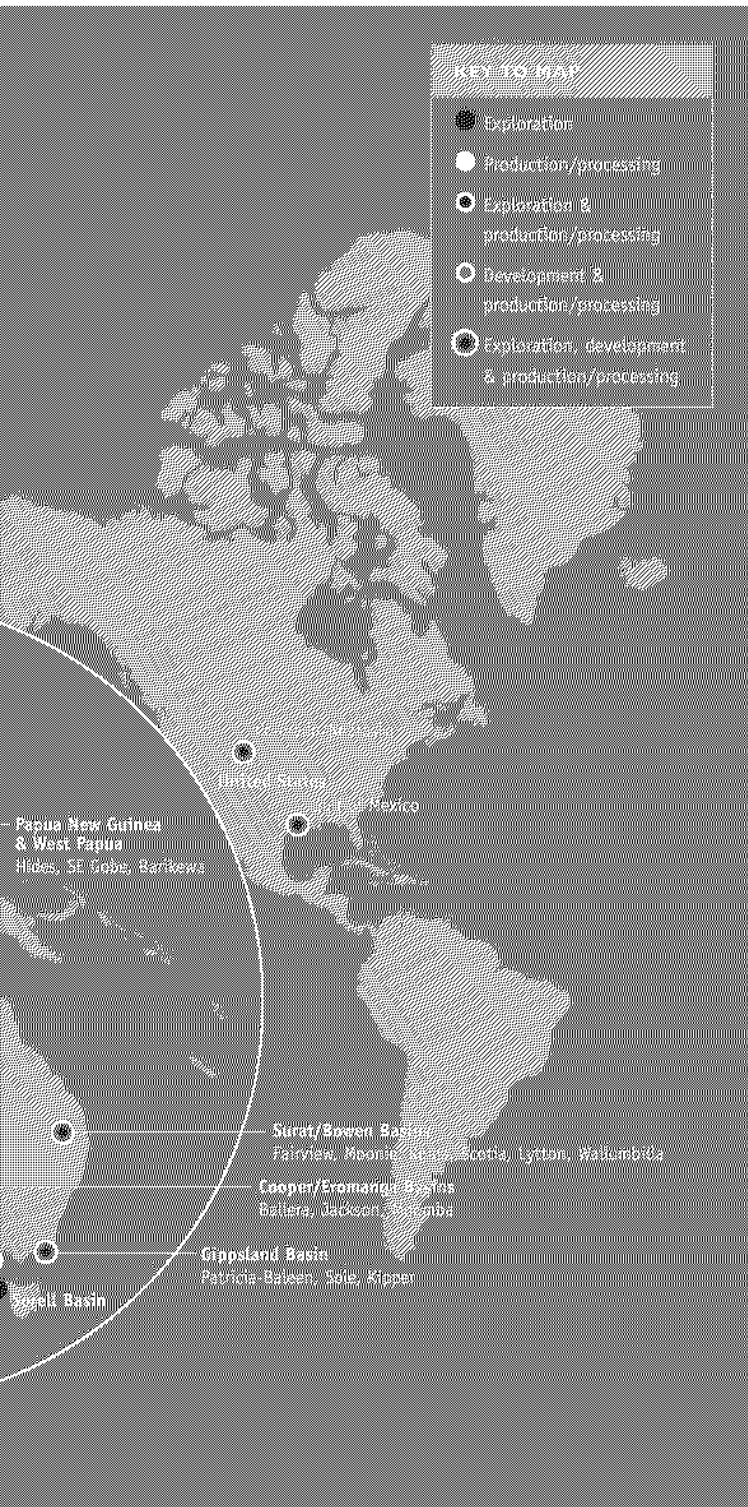 KEY TO MAP
Exploration
Production/processing
Exploration &
production/processing
Development &
production/processing
Exploration, development
& production/processing
United States
Mexico
Papua New Guinea
& West Papua
Hides, SE Gobe, Barikewa
Surat/Bowen Basins
Fairview, Moonie, Scotia, Lytton, Wallumbilla
Cooper/Eromanga Basins
Ballera, Jackson,
Gippsland Basin
Patricia-Baleen, Sole, Kipper
Sorell Basin